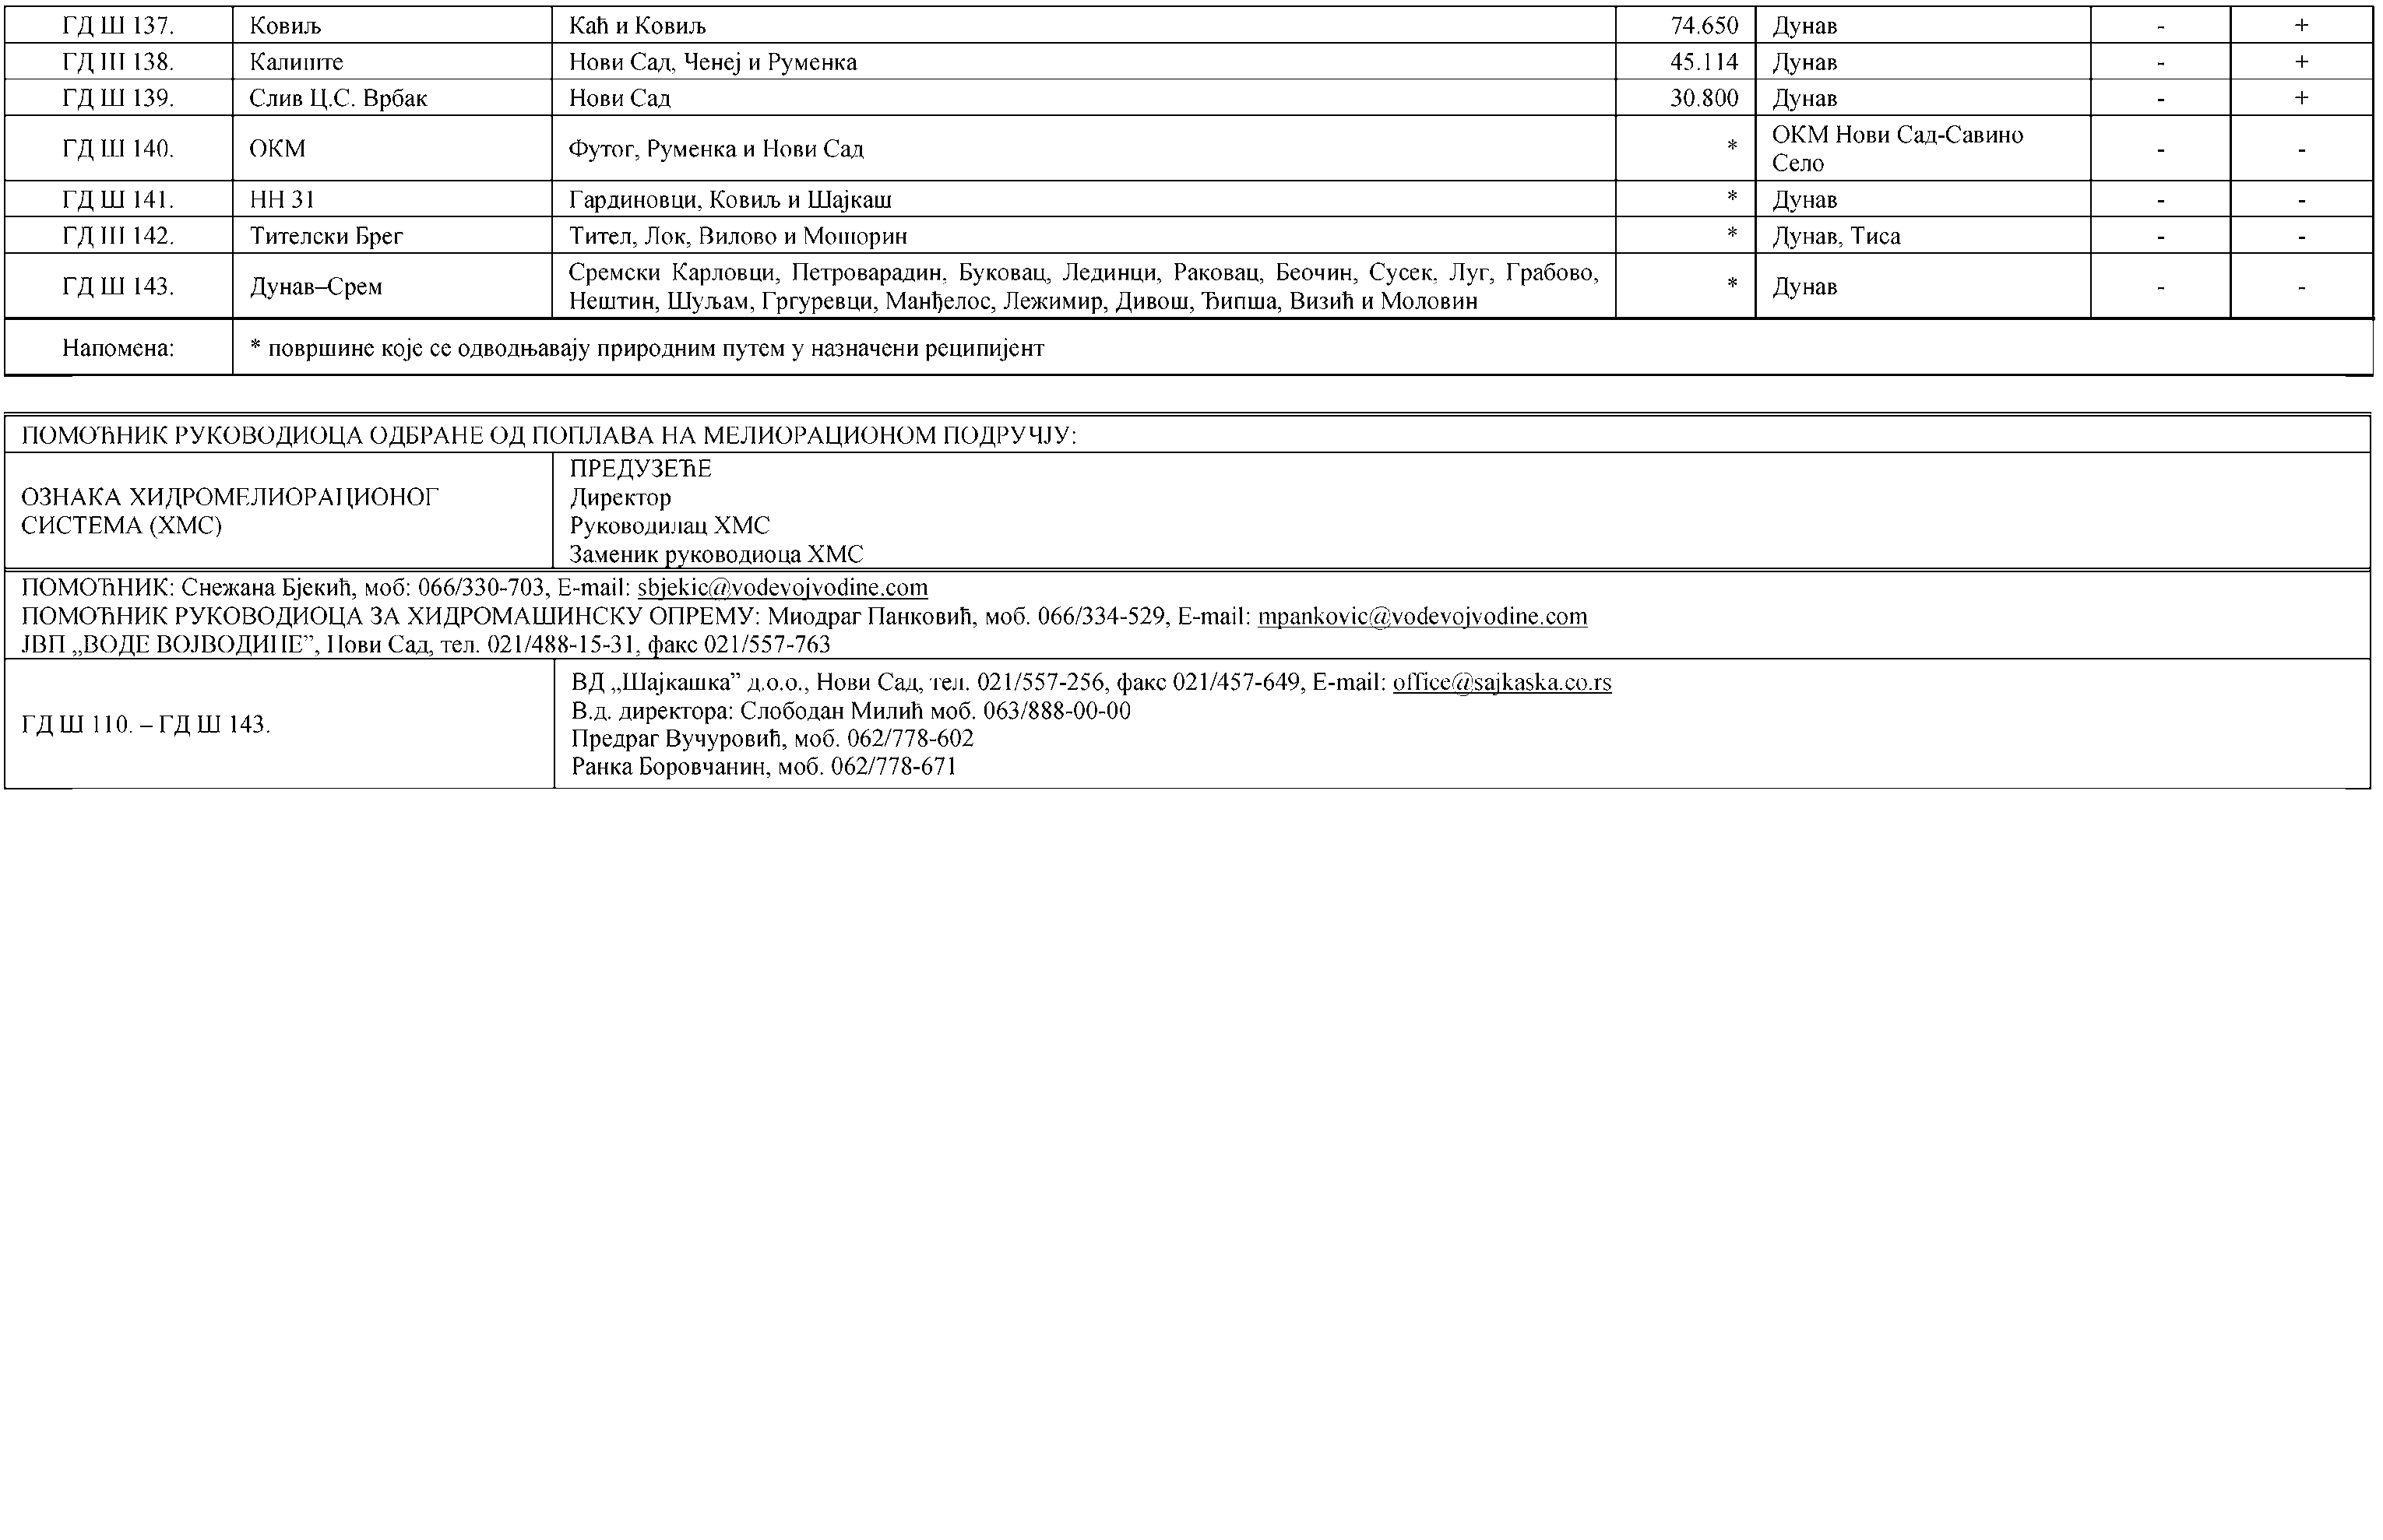 ГД Ш 137. Ковиљ Каћ и Ковиљ 74.650 Дунав - +
ГД Ш 138. Калиште Нови Сад, Ченеј и Руменка 45.114 Дунав - +
ГД Ш 139. Слив Ц.С. Врбак Нови Сад 30.800 Дунав - +
ГД Ш 140. ОКМ Футог, Руменка и Нови Сад * ОКМ Нови Сад-Савино - -
Село
ГД Ш 141. НН 31 Гардиновци, Ковиљ и Шајкаш * Дунав - -
ГД Ш 142. Тителски Брег Тител, Лок, Вилово и Мошорин * Дунав, Тиса - -
ГД Ш 143. Дунав–Срем Сремски Карловци, Петроварадин, Буковац, Лединци, Раковац, Беочин, Сусек, Луг, Грабово, * Дунав - -
Нештин, Шуљам, Гргуревци, Манђелос, Лежимир, Дивош, Ђипша, Визић и Моловин
Напомена: * површине које се одводњавају природним путем у назначени реципијент
ПОМОЋНИК РУКОВОДИОЦА ОДБРАНЕ ОД ПОПЛАВА НА МЕЛИОРАЦИОНОМ ПОДРУЧЈУ:
ОЗНАКА ХИДРОМЕЛИОРАЦИОНОГ
СИСТЕМА (ХМС)
ПРЕДУЗЕЋЕ
Директор
Руководилац ХМС
Заменик руководиоца ХМС
ПОМОЋНИК: Снежана Бјекић, моб: 066/330-703, E-mail: sbjekic@vodevojvodine.com
ПОМОЋНИК РУКОВОДИОЦА ЗА ХИДРОМАШИНСКУ ОПРЕМУ: Миодраг Панковић, моб. 066/334-529, E-mail: mpankovic@vodevojvodine.com
ЈВП „ВОДЕ ВОЈВОДИНЕ”, Нови Сад, тел. 021/488-15-31, факс 021/557-763
ГД Ш 110. – ГД Ш 143.
ВД „Шајкашка” д.о.о., Нови Сад, тел. 021/557-256, факс 021/457-649, E-mail: office@sajkaska.co.rs
В.д. директора: Слободан Милић моб. 063/888-00-00
Предраг Вучуровић, моб. 062/778-602
Ранка Боровчанин, моб. 062/778-671